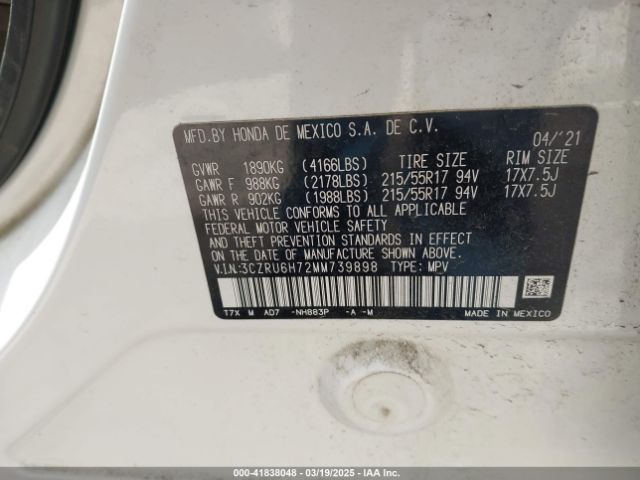 MFD.BY HONDA DE MEXICO S.A. DE C.V. 04/'21
GVWR 1890KG (4166LBS) TIRE SIZE RIM SIZE
GAWR F 988KG (2178LBS) 215/55R17 94V 17X7.5J
GAWR R 902KG (1988LBS) 215/55R17 94V 17X7.5J
THIS VEHICLE CONFORMS TO ALL APPLICABLE
FEDERAL MOTOR VEHICLE SAFETY
AND THEFT PREVENTION STANDARDS IN EFFECT
ON THE DATE OF MANUFACTURE SHOWN ABOVE.
V.I.N:3CZRU6H72MM739898 TYPE: MPV
T7X M AD7 -NH883P -A -M MADE IN MEXICO
© 41838048 - 03/19/2025 - IAA Inc.